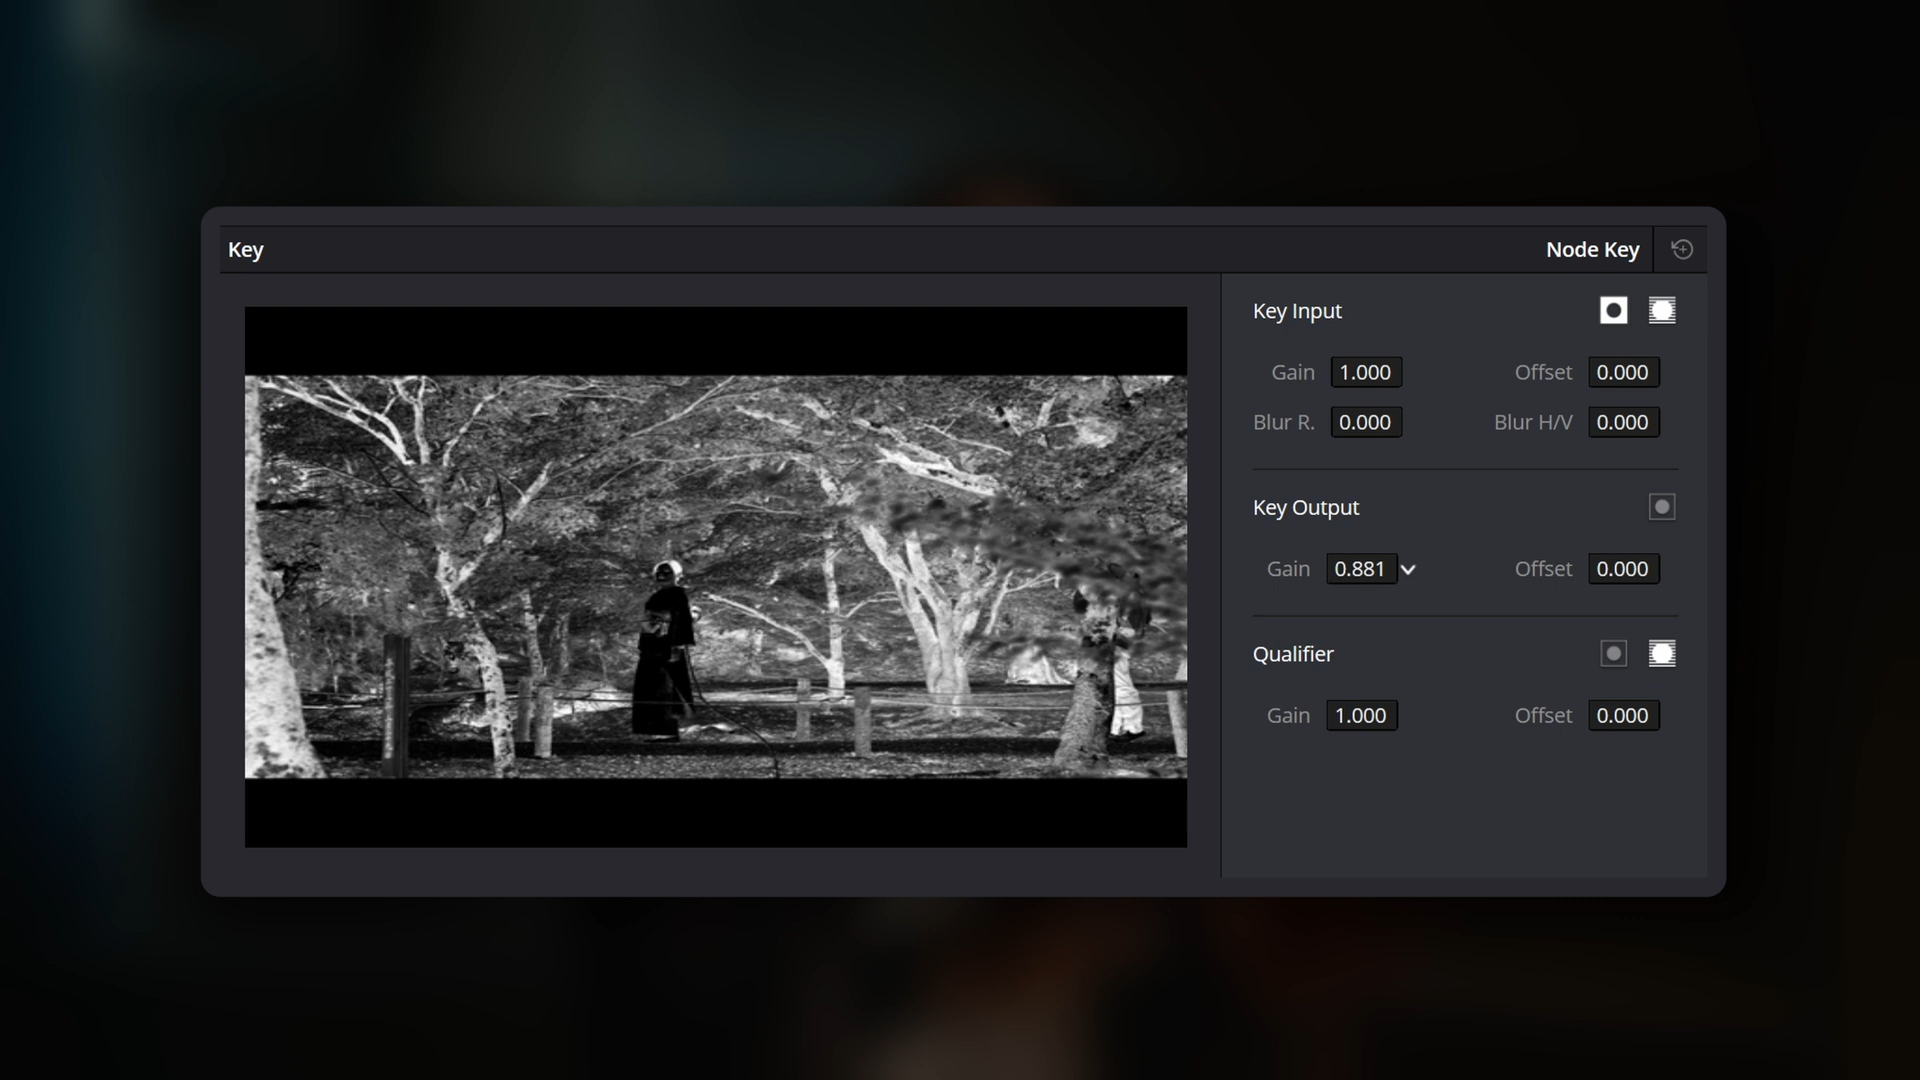 Key Node Key
Key Input
Gain 1.000 Offset 0.000
Blur R. 0.000 Blur H/V 0.000
Key Output
Gain 0.881 Offset 0.000
Qualifier
Gain 1.000 Offset 0.000